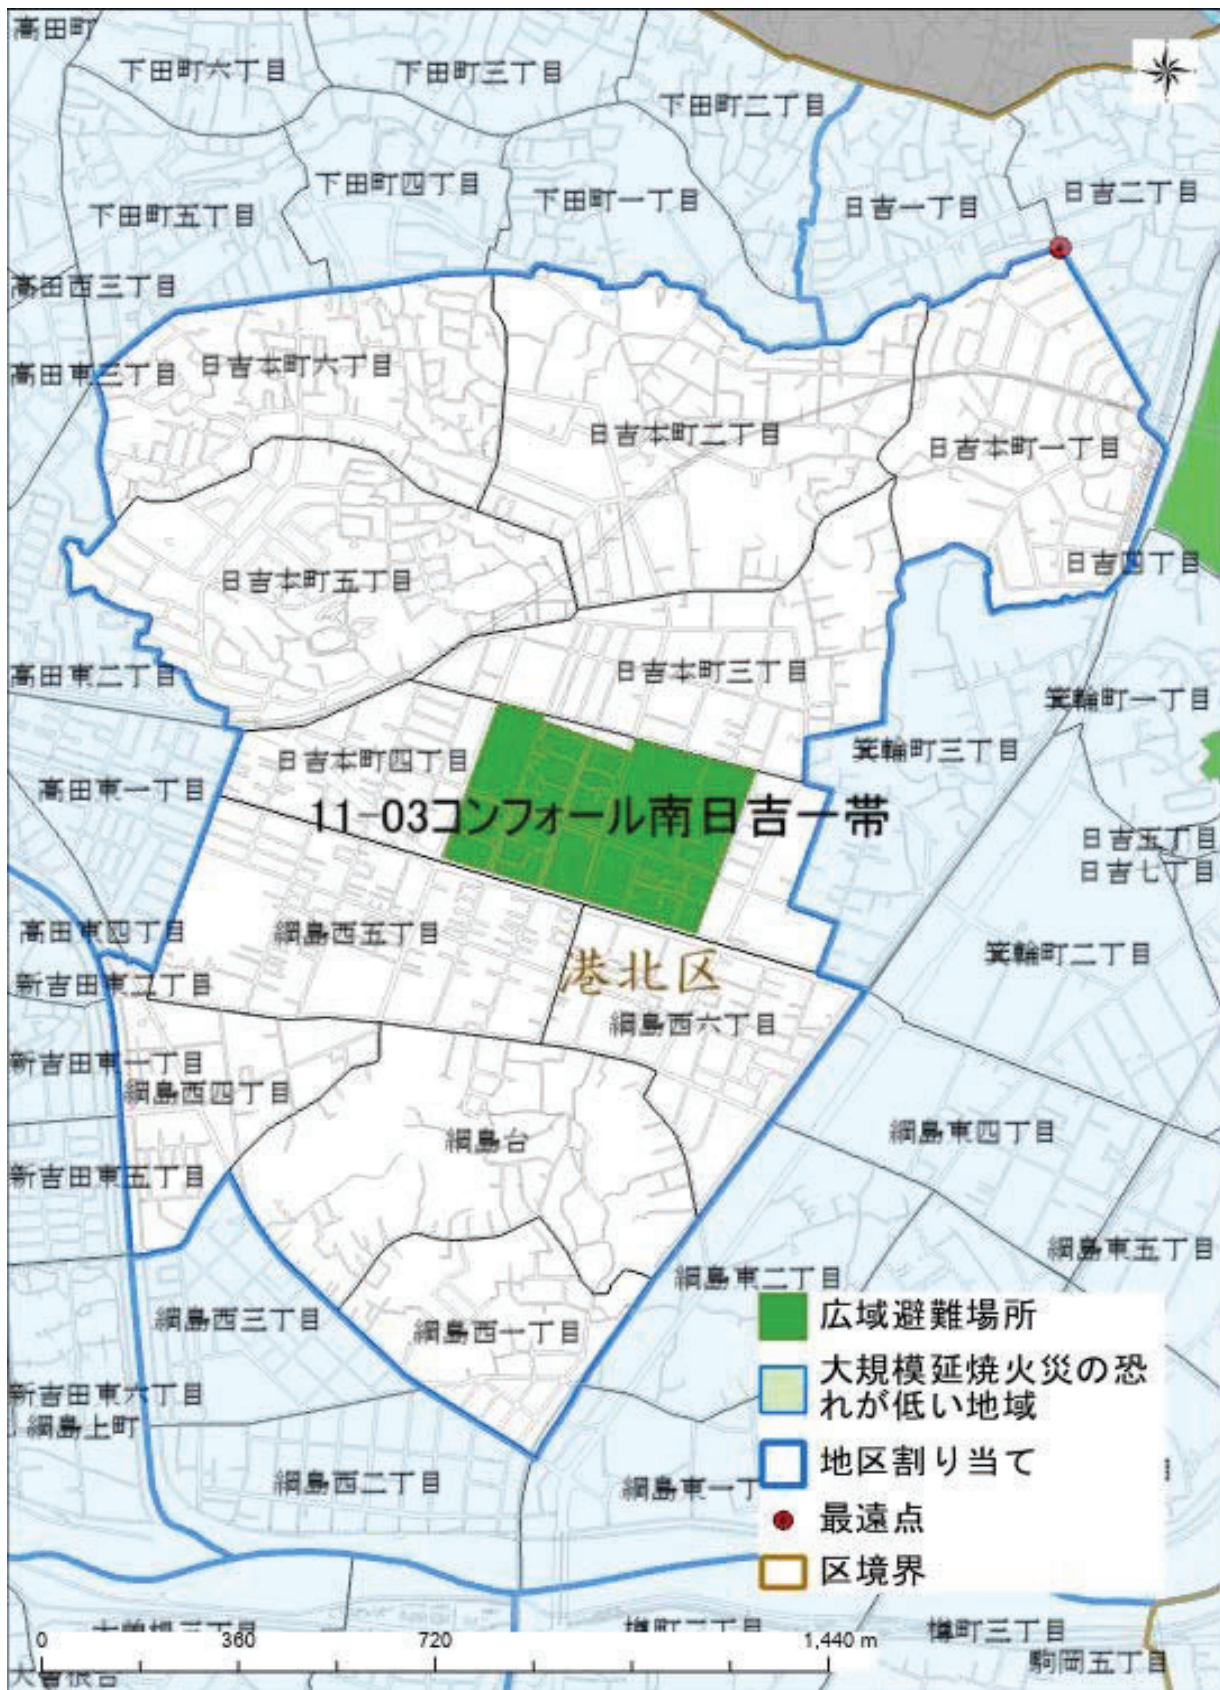 高田町
下田町六丁目
下田町三丁目
下田町二丁目
下田町五丁目
下田町四丁目
下田町一丁目
日吉一丁目
日吉二丁目
高田西三丁目
高田東三丁目
日吉本町六丁目
日吉本町二丁目
日吉本町一丁目
日吉本町五丁目
日吉四丁目
高田東二丁目
日吉本町三丁目
箕輪町一丁目
箕輪町三丁目
日吉本町四丁目
高田東一丁目
11-03コンフォール南日吉一帯
日吉五丁目
日吉七丁目
高田東四丁目
綱島西五丁目
箕輪町二丁目
新吉田東二丁目
港北区
綱島西六丁目
新吉田東一丁目
綱島西四丁目
綱島台
綱島東四丁目
新吉田東五丁目
綱島東五丁目
綱島東二丁目
綱島西三丁目
綱島西一丁目
新吉田東六丁目
綱島上町
綱島西二丁目
綱島東一丁
広域避難場所
大規模延焼火災の恐
れが低い地域
地区割り当て
最遠点
区境界
樽町二丁目
樽町三丁目
駒岡五丁目
0 360 720 1,440 m